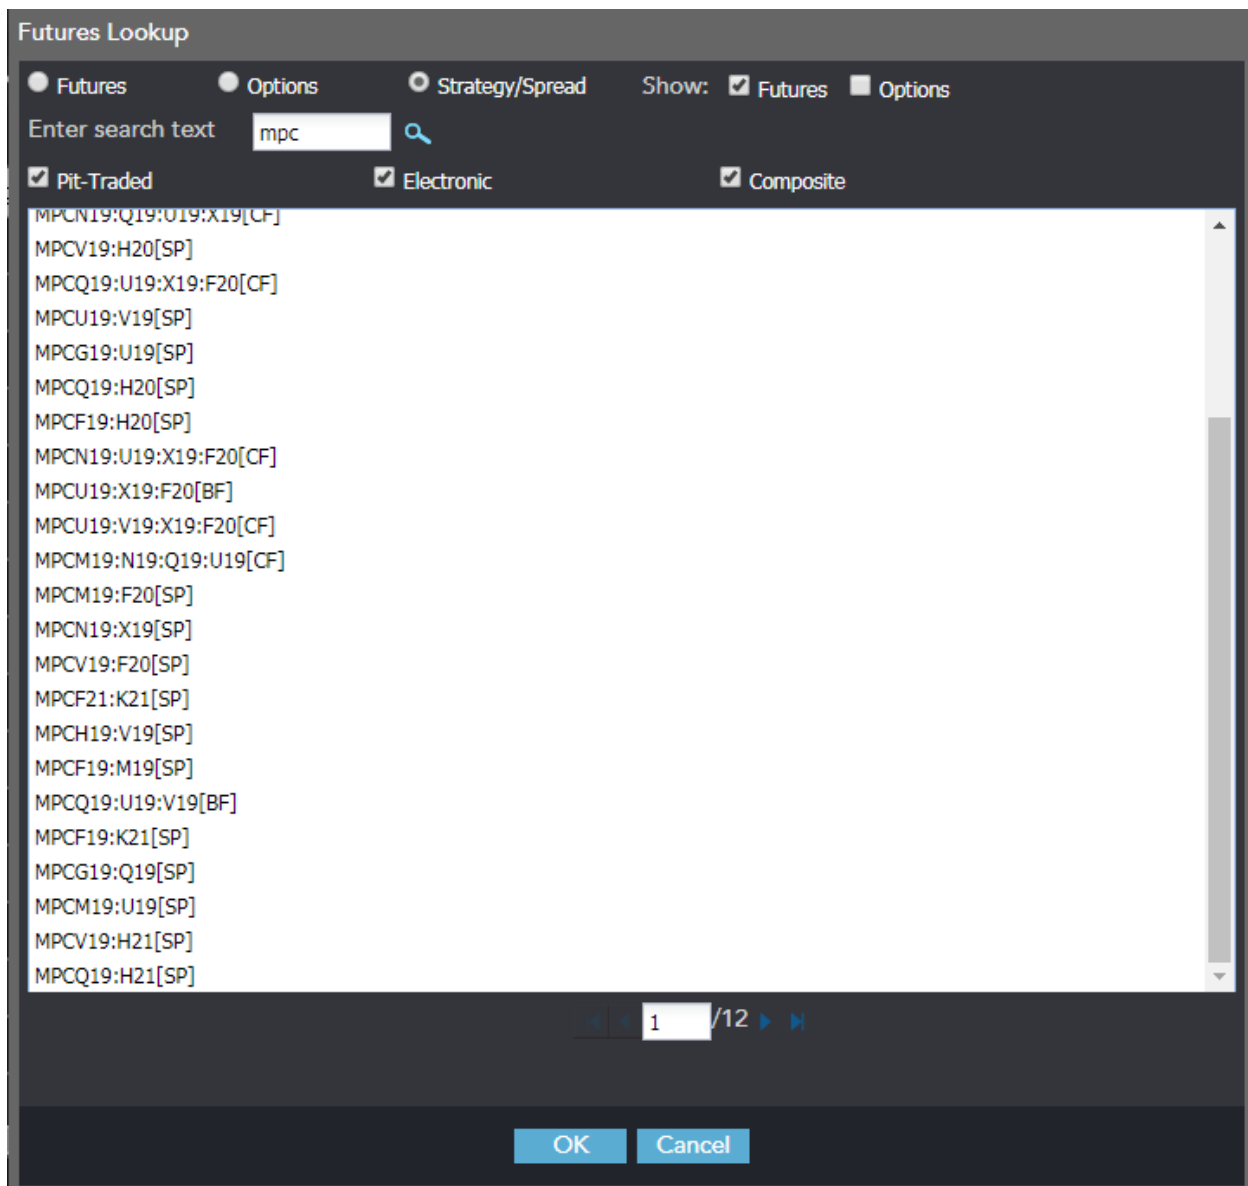 Futures Lookup
Futures Options Strategy/Spread Show: Futures Options
Enter search text mpc
Pit-Traded Electronic Composite
MPCN19:Q19:U19:X19[CF]
MPCV19:H20[SP]
MPCQ19:U19:X19:F20[CF]
MPCU19:V19[SP]
MPCG19:U19[SP]
MPCQ19:H20[SP]
MPCF19:H20[SP]
MPCN19:U19:X19:F20[CF]
MPCU19:X19:F20[BF]
MPCU19:V19:X19:F20[CF]
MPCM19:N19:Q19:U19[CF]
MPCM19:F20[SP]
MPCN19:X19[SP]
MPCV19:F20[SP]
MPCF21:K21[SP]
MPCH19:V19[SP]
MPCF19:M19[SP]
MPCQ19:U19:V19[BF]
MPCF19:K21[SP]
MPCG19:Q19[SP]
MPCM19:U19[SP]
MPCV19:H21[SP]
MPCQ19:H21[SP]
1 /12
OK Cancel